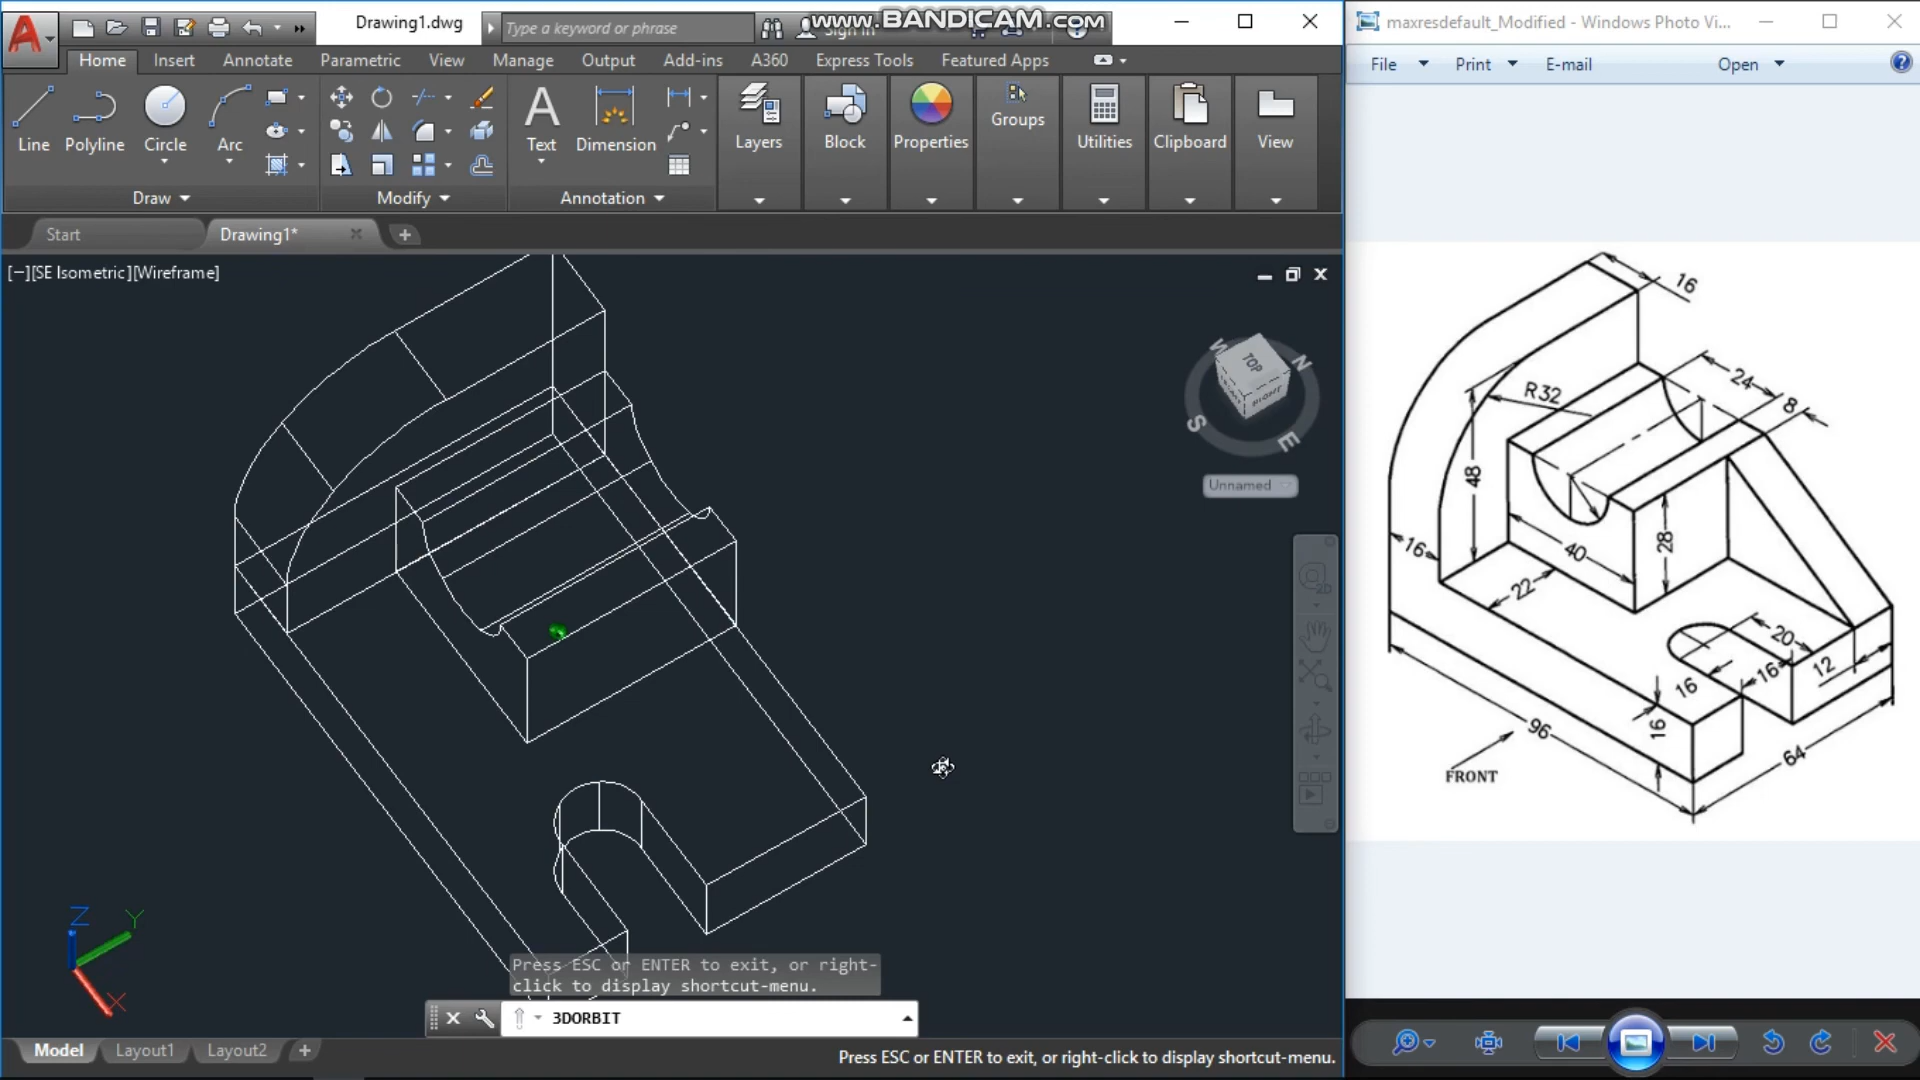 Drawing1.dwg
Type a keyword or phrase
Sign In
www.BANDICAM.com
Home Insert Annotate Parametric View Manage Output Add-ins A360 Express Tools Featured Apps
Line Polyline Circle Arc
Text Dimension
Layers Block Properties Groups Utilities Clipboard View
Draw Modify Annotation
Start Drawing1*
[−][SE Isometric][Wireframe]
W N
TOP
RIGHT
S E
Unnamed
2D
Z Y
X
Press ESC or ENTER to exit, or right-
click to display shortcut-menu.
3DORBIT
Model Layout1 Layout2
Press ESC or ENTER to exit, or right-click to display shortcut-menu.
maxresdefault_Modified - Windows Photo Vi...
File Print E-mail Open
16
24
8
R32
48
28
40
16
22
20
16
12
16
16
96
64
FRONT